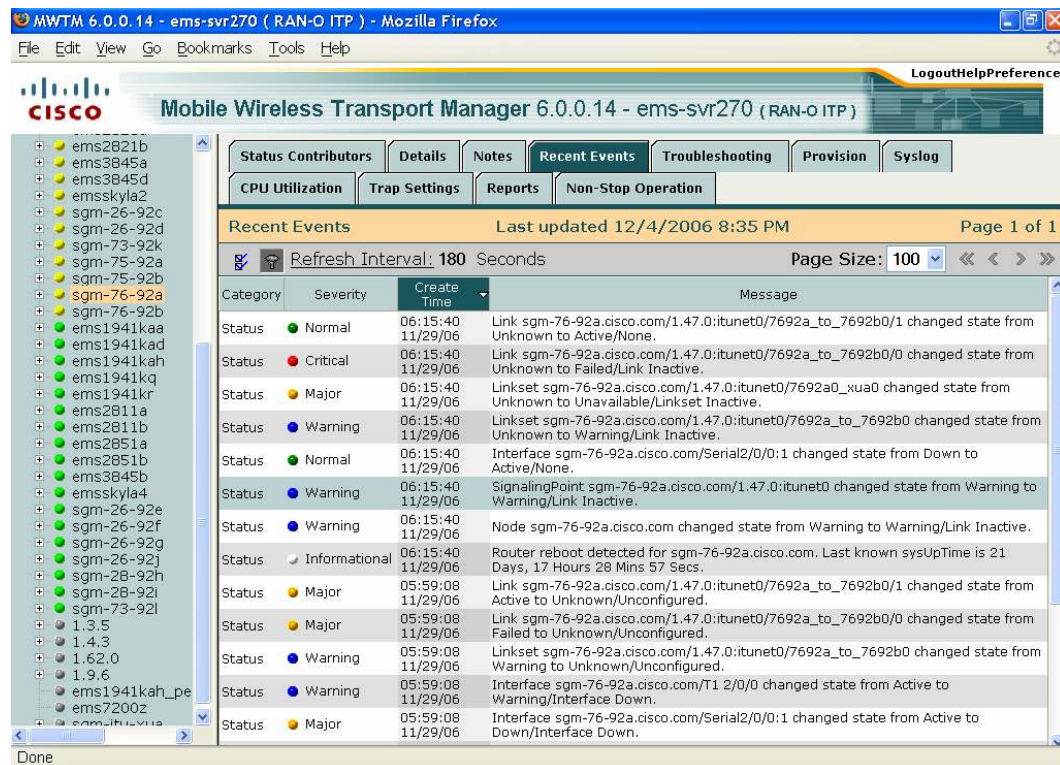 MWTM 6.0.0.14 - ems-svr270 ( RAN-O ITP ) - Mozilla Firefox
File Edit View Go Bookmarks Tools Help
LogoutHelpPreference
CISCO
Mobile Wireless Transport Manager 6.0.0.14 - ems-svr270 ( RAN-O ITP )
ems2821b
ems3845a
ems3845d
emsskyla2
sgm-26-92c
sgm-26-92d
sgm-73-92k
sgm-75-92a
sgm-75-92b
sgm-76-92a
sgm-76-92b
ems1941kaa
ems1941kad
ems1941kah
ems1941kq
ems1941kr
ems2811a
ems2811b
ems2851a
ems2851b
ems3845b
emsskyla4
sgm-26-92e
sgm-26-92f
sgm-26-92g
sgm-26-92j
sgm-28-92h
sgm-28-92i
sgm-73-92l
1.3.5
1.4.3
1.62.0
1.9.6
ems1941kah_pe
ems7200z
sgm-itu-xua
Status Contributors Details Notes Recent Events Troubleshooting Provision Syslog
CPU Utilization Trap Settings Reports Non-Stop Operation
Recent Events Last updated 12/4/2006 8:35 PM Page 1 of 1
Refresh Interval: 180 Seconds Page Size: 100
Category Severity Create Time Message
Status Normal 06:15:40 11/29/06 Link sgm-76-92a.cisco.com/1.47.0:itunet0/7692a_to_7692b0/1 changed state from
Unknown to Active/None.
Status Critical 06:15:40 11/29/06 Link sgm-76-92a.cisco.com/1.47.0:itunet0/7692a_to_7692b0/0 changed state from
Unknown to Failed/Link Inactive.
Status Major 06:15:40 11/29/06 Linkset sgm-76-92a.cisco.com/1.47.0:itunet0/7692a0_xua0 changed state from
Unknown to Unavailable/Linkset Inactive.
Status Warning 06:15:40 11/29/06 Linkset sgm-76-92a.cisco.com/1.47.0:itunet0/7692a_to_7692b0 changed state from
Unknown to Warning/Link Inactive.
Status Normal 06:15:40 11/29/06 Interface sgm-76-92a.cisco.com/Serial2/0/0:1 changed state from Down to
Active/None.
Status Warning 06:15:40 11/29/06 SignalingPoint sgm-76-92a.cisco.com/1.47.0:itunet0 changed state from Warning to
Warning/Link Inactive.
Status Warning 06:15:40 11/29/06 Node sgm-76-92a.cisco.com changed state from Warning to Warning/Link Inactive.
Status Informational 06:15:40 11/29/06 Router reboot detected for sgm-76-92a.cisco.com. Last known sysUpTime is 21
Days, 17 Hours 28 Mins 57 Secs.
Status Major 05:59:08 11/29/06 Link sgm-76-92a.cisco.com/1.47.0:itunet0/7692a_to_7692b0/1 changed state from
Active to Unknown/Unconfigured.
Status Major 05:59:08 11/29/06 Link sgm-76-92a.cisco.com/1.47.0:itunet0/7692a_to_7692b0/0 changed state from
Failed to Unknown/Unconfigured.
Status Warning 05:59:08 11/29/06 Linkset sgm-76-92a.cisco.com/1.47.0:itunet0/7692a_to_7692b0 changed state from
Warning to Unknown/Unconfigured.
Status Warning 05:59:08 11/29/06 Interface sgm-76-92a.cisco.com/T1 2/0/0 changed state from Active to
Warning/Interface Down.
Status Major 05:59:08 11/29/06 Interface sgm-76-92a.cisco.com/Serial2/0/0:1 changed state from Active to
Down/Interface Down.
Done